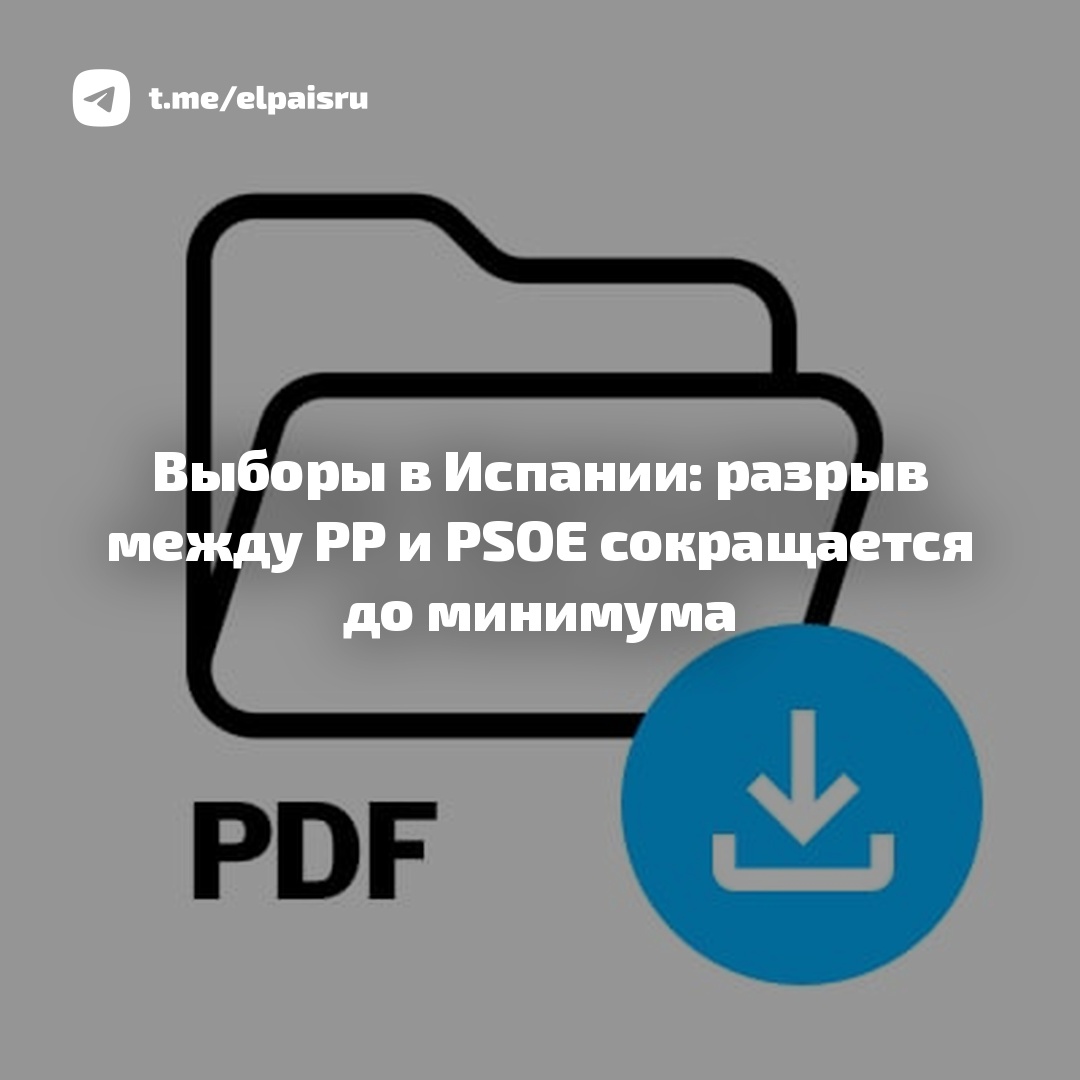 t.me/elpaisru
Выборы в Испании: разрыв
между PP и PSOE сокращается
до минимума
PDF